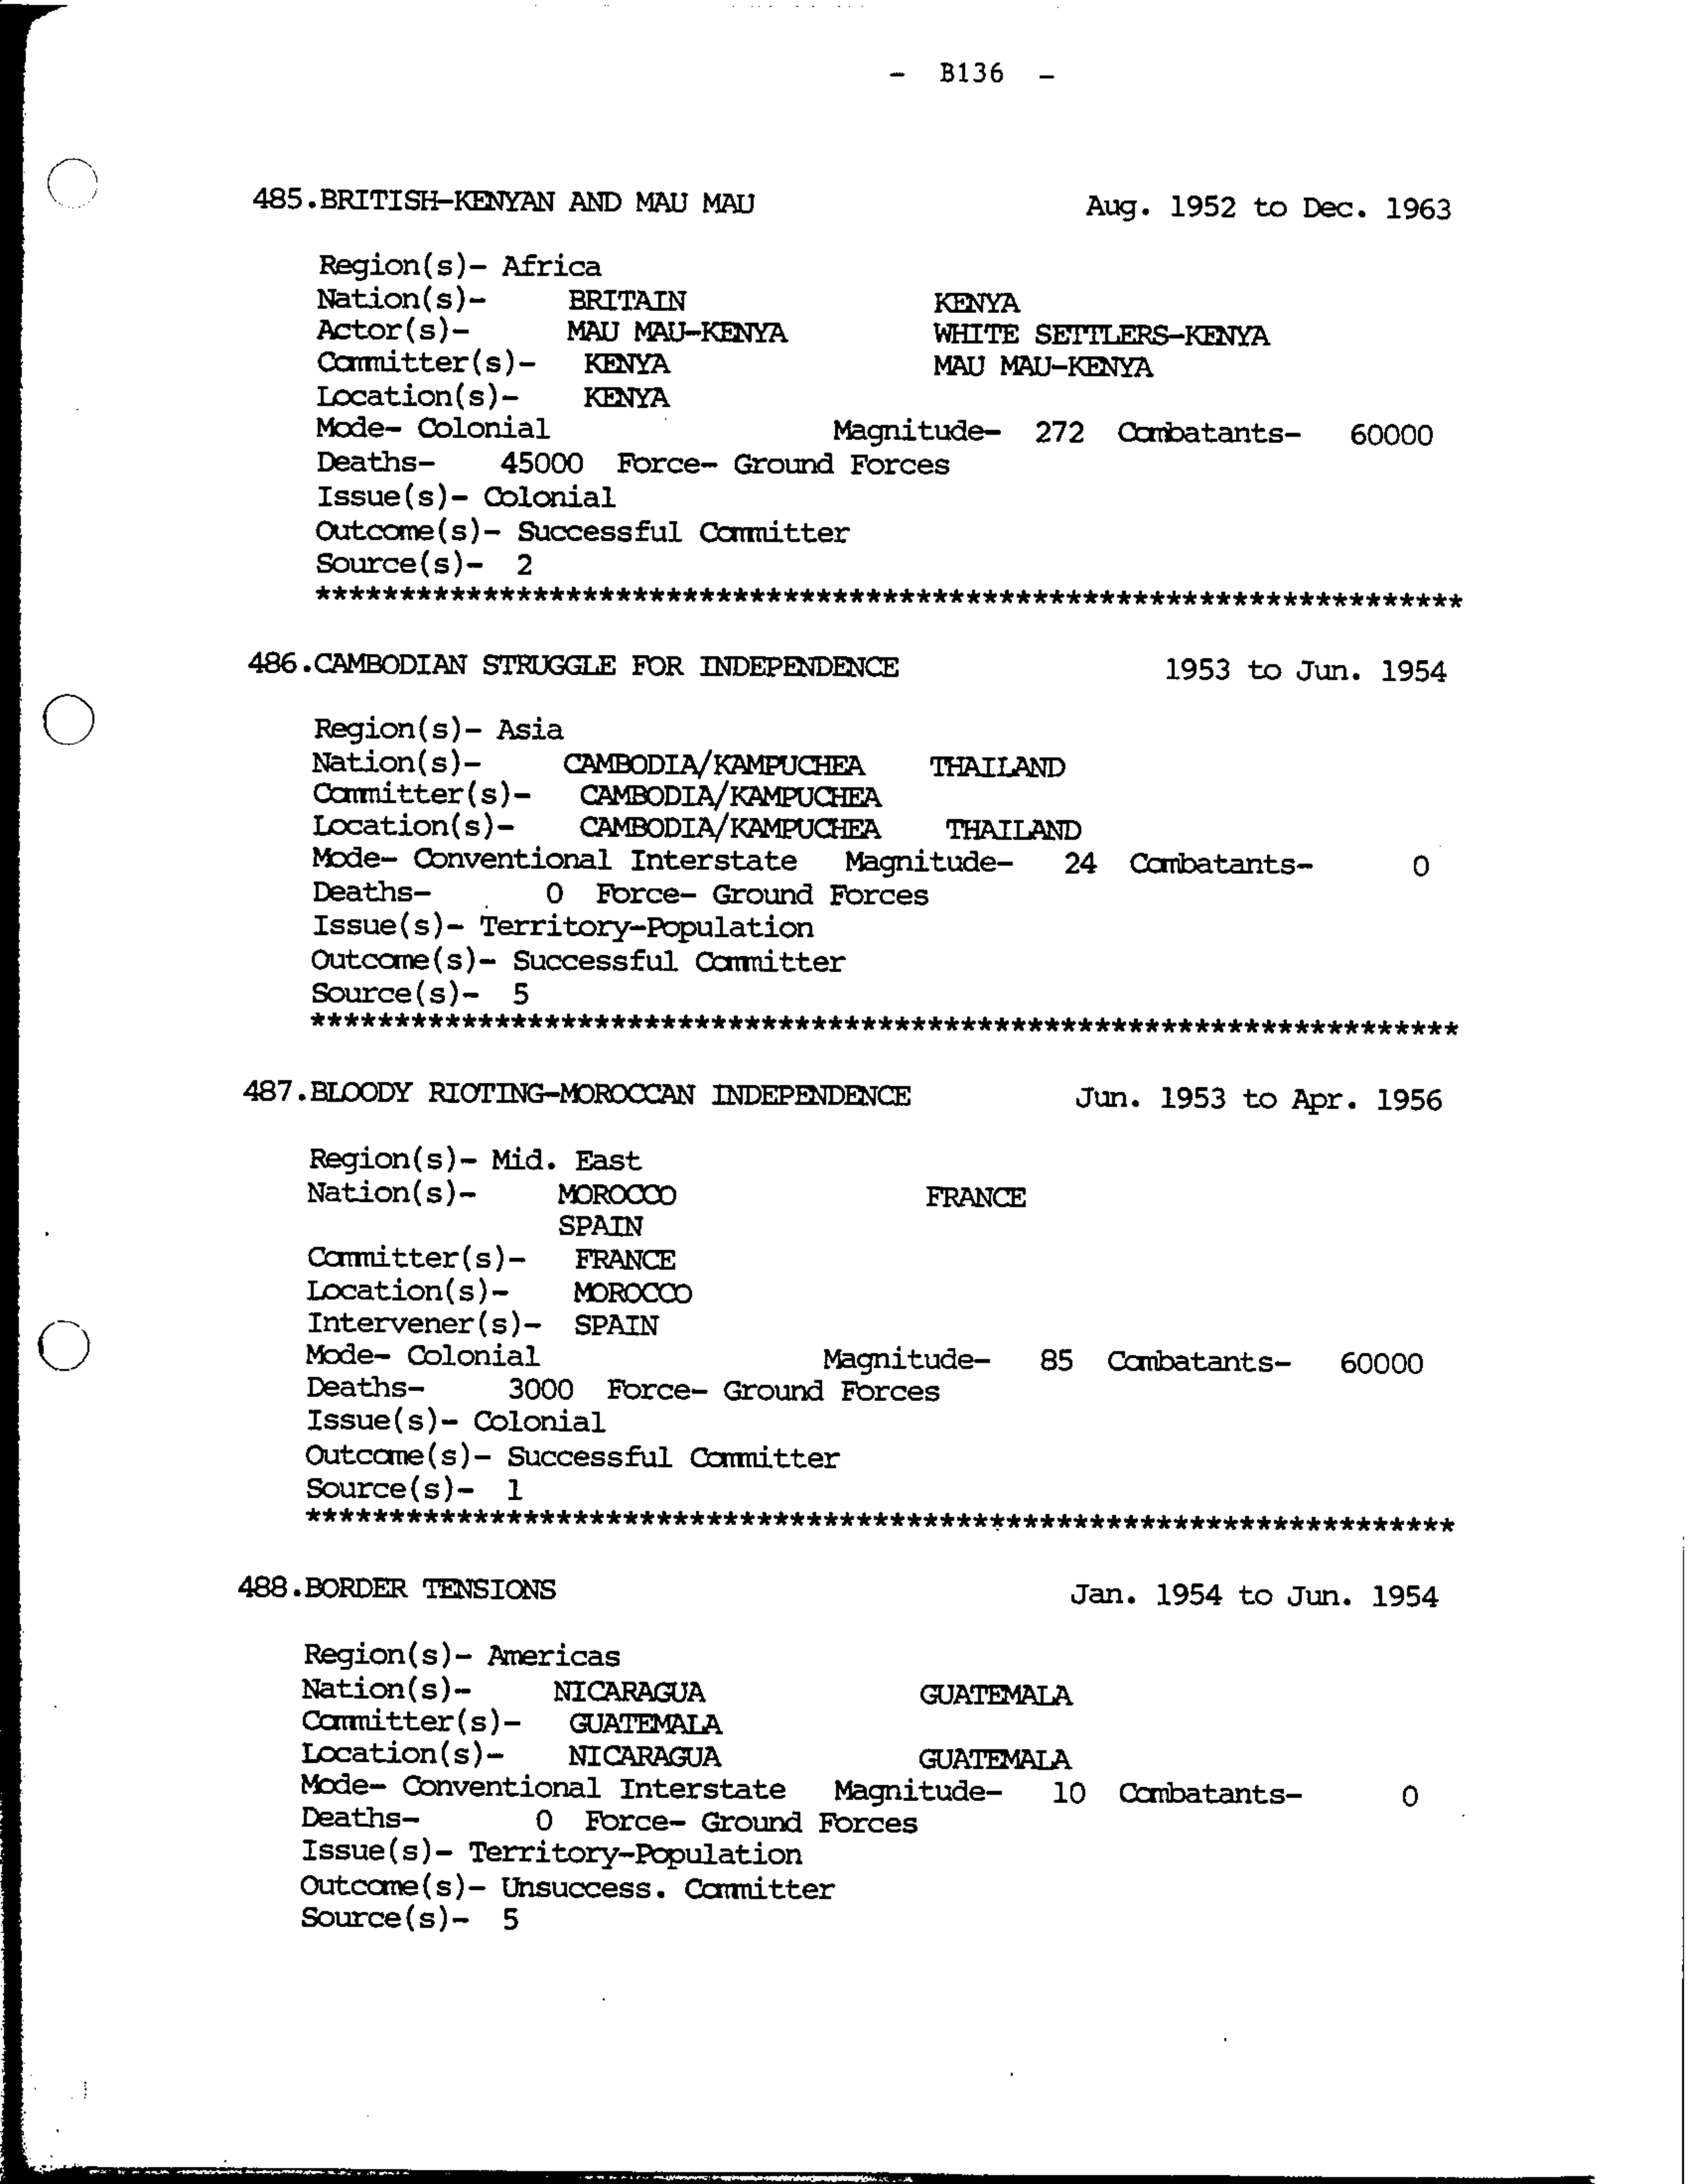 - B136 -
485.BRITISH-KENYAN AND MAU MAU Aug. 1952 to Dec. 1963
Region(s)- Africa
Nation(s)- BRITAIN KENYA
Actor(s)- MAU MAU-KENYA WHITE SETTLERS-KENYA
Committer(s)- KENYA MAU MAU-KENYA
Location(s)- KENYA
Mode- Colonial Magnitude- 272 Combatants- 60000
Deaths- 45000 Force- Ground Forces
Issue(s)- Colonial
Outcome(s)- Successful Committer
Source(s)- 2
*********************************************************************
486.CAMBODIAN STRUGGLE FOR INDEPENDENCE 1953 to Jun. 1954
Region(s)- Asia
Nation(s)- CAMBODIA/KAMPUCHEA THAILAND
Committer(s)- CAMBODIA/KAMPUCHEA
Location(s)- CAMBODIA/KAMPUCHEA THAILAND
Mode- Conventional Interstate Magnitude- 24 Combatants- 0
Deaths- 0 Force- Ground Forces
Issue(s)- Territory-Population
Outcome(s)- Successful Committer
Source(s)- 5
*********************************************************************
487.BLOODY RIOTING-MOROCCAN INDEPENDENCE Jun. 1953 to Apr. 1956
Region(s)- Mid. East
Nation(s)- MOROCCO FRANCE
SPAIN
Committer(s)- FRANCE
Location(s)- MOROCCO
Intervener(s)- SPAIN
Mode- Colonial Magnitude- 85 Combatants- 60000
Deaths- 3000 Force- Ground Forces
Issue(s)- Colonial
Outcome(s)- Successful Committer
Source(s)- 1
*********************************************************************
488.BORDER TENSIONS Jan. 1954 to Jun. 1954
Region(s)- Americas
Nation(s)- NICARAGUA GUATEMALA
Committer(s)- GUATEMALA
Location(s)- NICARAGUA GUATEMALA
Mode- Conventional Interstate Magnitude- 10 Combatants- 0
Deaths- 0 Force- Ground Forces
Issue(s)- Territory-Population
Outcome(s)- Unsuccess. Committer
Source(s)- 5